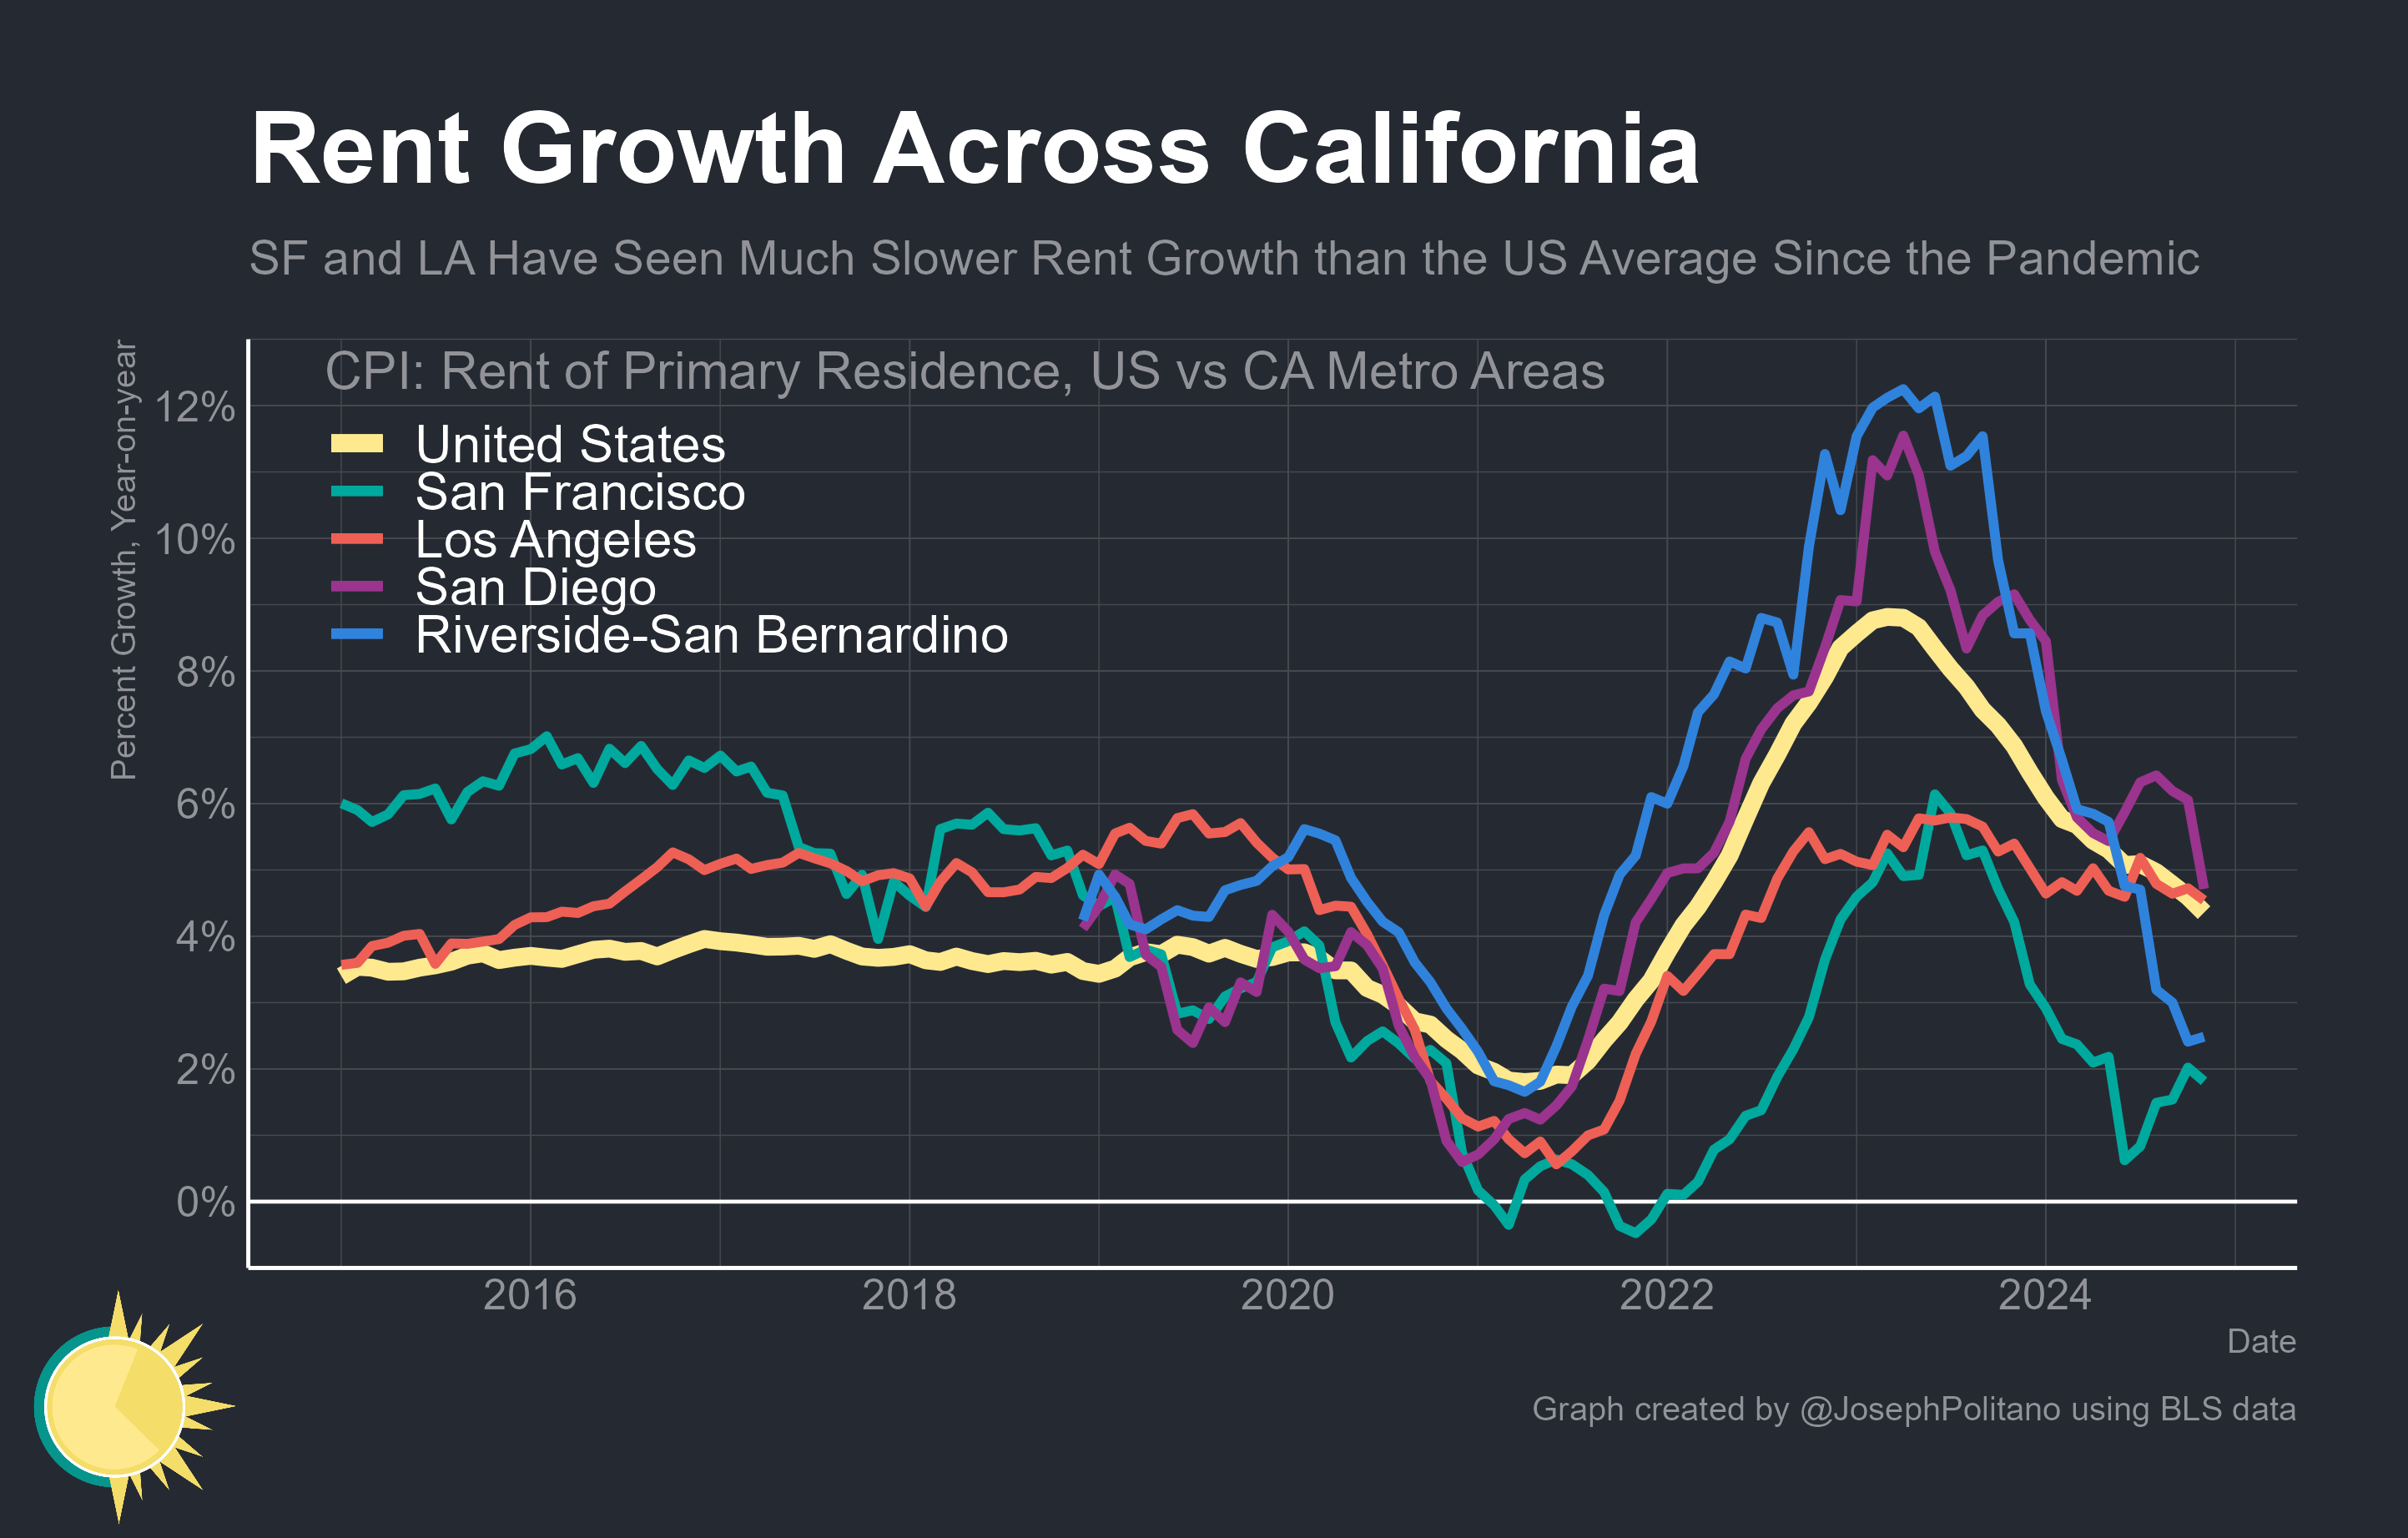 Rent Growth Across California
SF and LA Have Seen Much Slower Rent Growth than the US Average Since the Pandemic
Percent Growth, Year-on-year
CPI: Rent of Primary Residence, US vs CA Metro Areas
United States
San Francisco
Los Angeles
San Diego
Riverside-San Bernardino
12%
10%
8%
6%
4%
2%
0%
2016 2018 2020 2022 2024
Date
Graph created by @JosephPolitano using BLS data